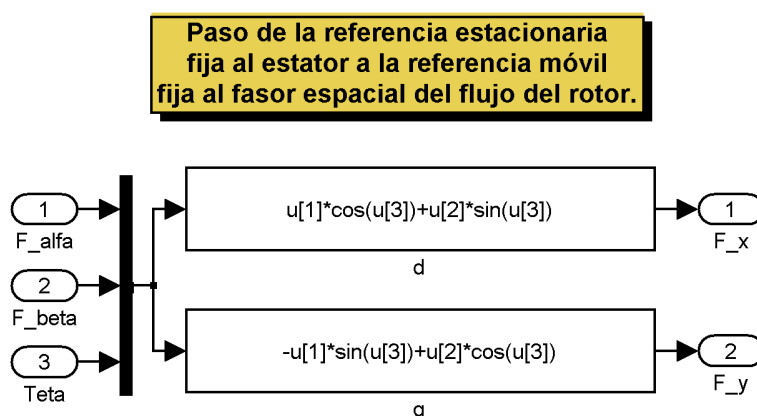 Paso de la referencia estacionaria
fija al estator a la referencia móvil
fija al fasor espacial del flujo del rotor.
1
F_alfa
2
F_beta
3
Teta
u[1]*cos(u[3])+u[2]*sin(u[3])
d
-u[1]*sin(u[3])+u[2]*cos(u[3])
q
1
F_x
2
F_y